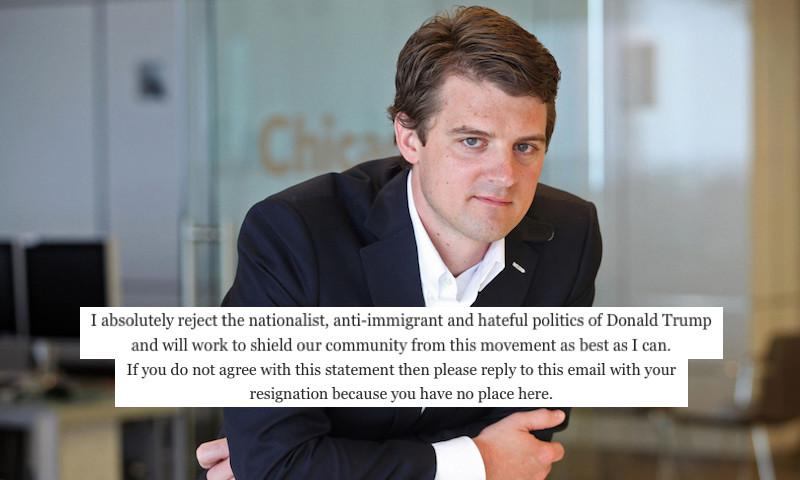 Chic
I absolutely reject the nationalist, anti-immigrant and hateful politics of Donald Trump
and will work to shield our community from this movement as best as I can.
If you do not agree with this statement then please reply to this email with your
resignation because you have no place here.